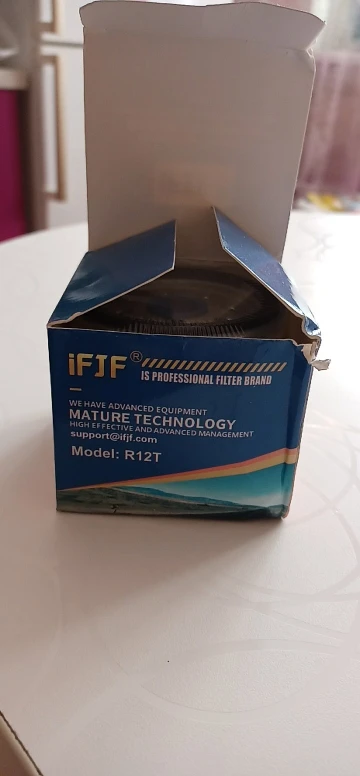 iFJF®
IS PROFESSIONAL FILTER BRAND
WE HAVE ADVANCED EQUIPMENT
MATURE TECHNOLOGY
HIGH EFFECTIVE AND ADVANCED MANAGEMENT
support@ifjf.com
Model: R12T